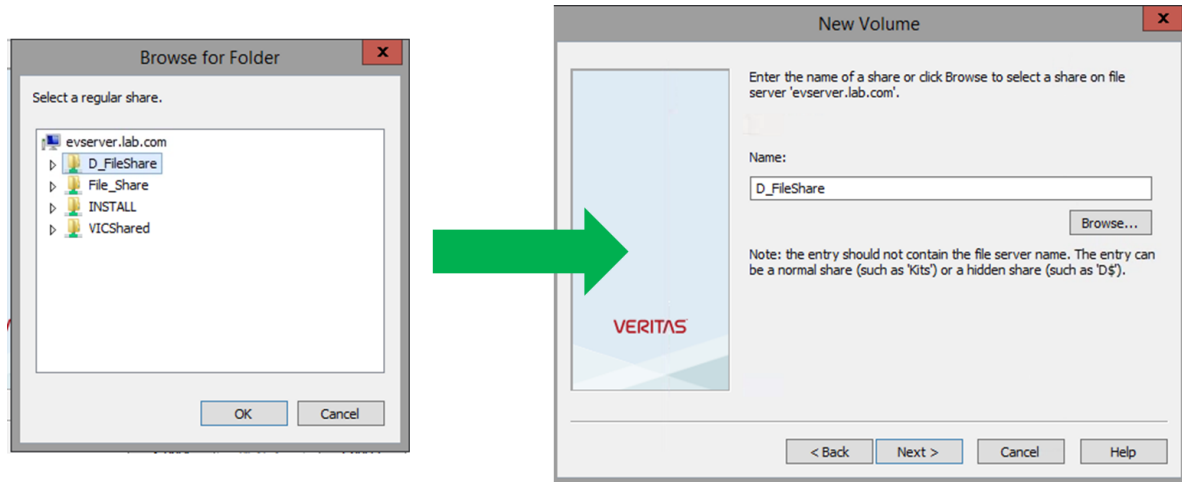 Browse for Folder
x
Select a regular share.
evserver.lab.com
D_FileShare
File_Share
INSTALL
VICShared
OK
Cancel
New Volume
x
Enter the name of a share or click Browse to select a share on file
server 'evserver.lab.com'.
Name:
D_FileShare
Browse...
Note: the entry should not contain the file server name. The entry can
be a normal share (such as 'Kits') or a hidden share (such as 'D$').
VERITAS
< Back
Next >
Cancel
Help